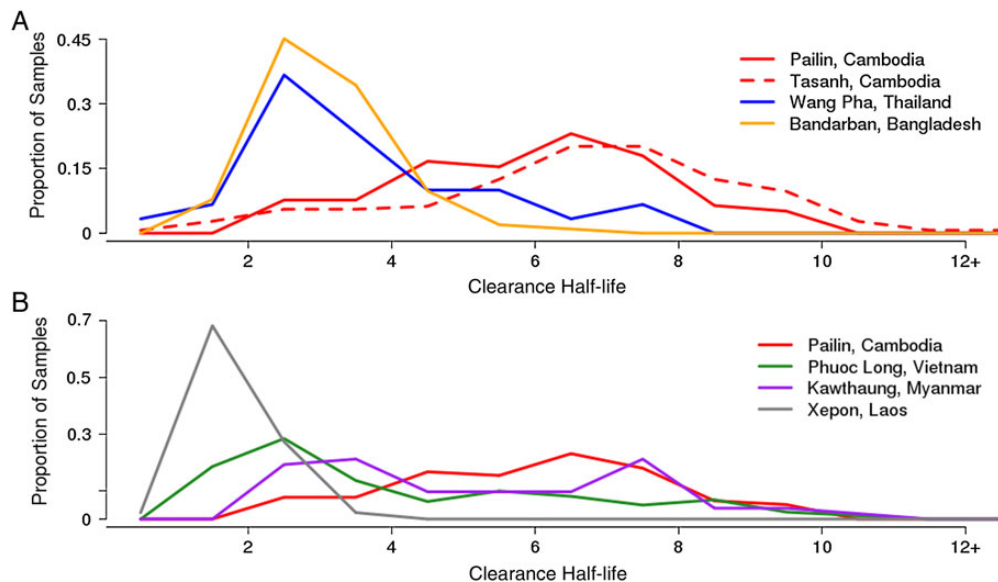 A
Proportion of Samples
0.45
0.3
0.15
0
2
4
6
8
10
12+
Clearance Half-life
Pailin, Cambodia
Tasanh, Cambodia
Wang Pha, Thailand
Bandarban, Bangladesh
B
Proportion of Samples
0.7
0.5
0.3
0
2
4
6
8
10
12+
Clearance Half-life
Pailin, Cambodia
Phuoc Long, Vietnam
Kawthaung, Myanmar
Xepon, Laos